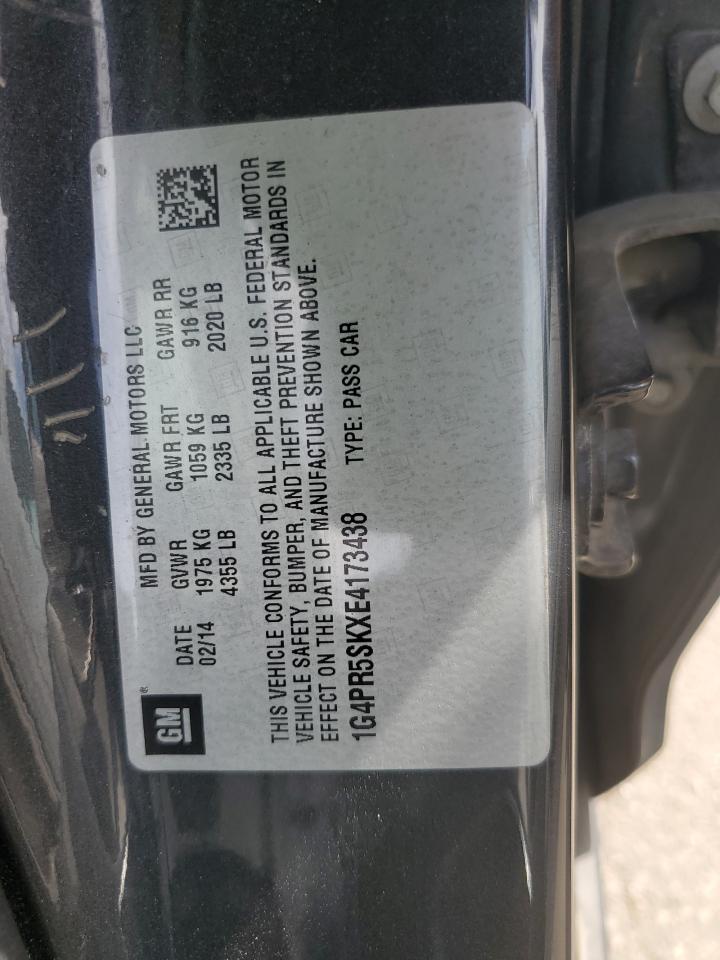 GM®
MFD BY GENERAL MOTORS LLC
DATE GVWR GAWR FRT GAWR RR
02/14 1975 KG 1059 KG 916 KG
4355 LB 2335 LB 2020 LB
THIS VEHICLE CONFORMS TO ALL APPLICABLE U.S. FEDERAL MOTOR
VEHICLE SAFETY, BUMPER, AND THEFT PREVENTION STANDARDS IN
EFFECT ON THE DATE OF MANUFACTURE SHOWN ABOVE.
1G4PR5SKXE4173438 TYPE: PASS CAR